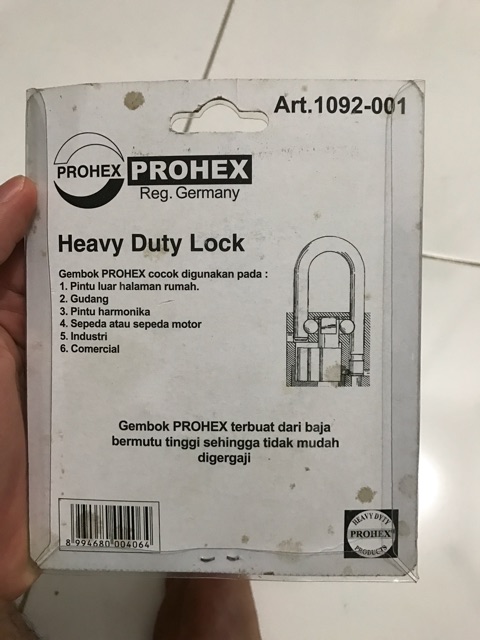 Art.1092-001
PROHEX PROHEX
Reg. Germany
Heavy Duty Lock
Gembok PROHEX cocok digunakan pada :
1. Pintu luar halaman rumah.
2. Gudang
3. Pintu harmonika
4. Sepeda atau sepeda motor
5. Industri
6. Comercial
Gembok PROHEX terbuat dari baja
bermutu tinggi sehingga tidak mudah
digergaji
8 994680 004064
HEAVY DUTY
PROHEX
PRODUCTS